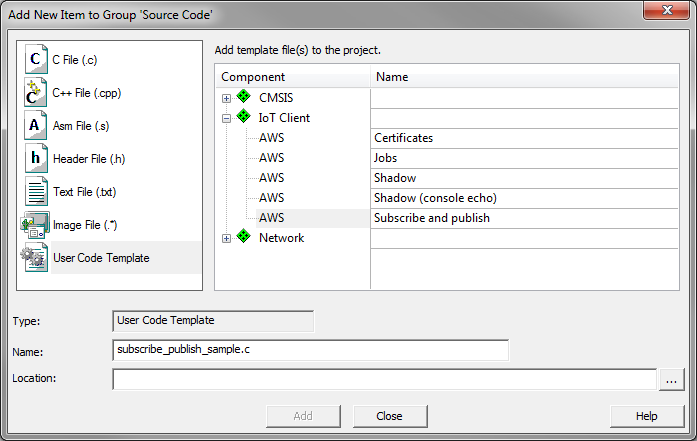 Add New Item to Group 'Source Code'
Add template file(s) to the project.
C File (.c)
C++ File (.cpp)
Asm File (.s)
Header File (.h)
Text File (.txt)
Image File (.*)
User Code Template
Component Name
CMSIS
IoT Client
AWS Certificates
AWS Jobs
AWS Shadow
AWS Shadow (console echo)
AWS Subscribe and publish
Network
Type: User Code Template
Name: subscribe_publish_sample.c
Location: ...
Add Close Help